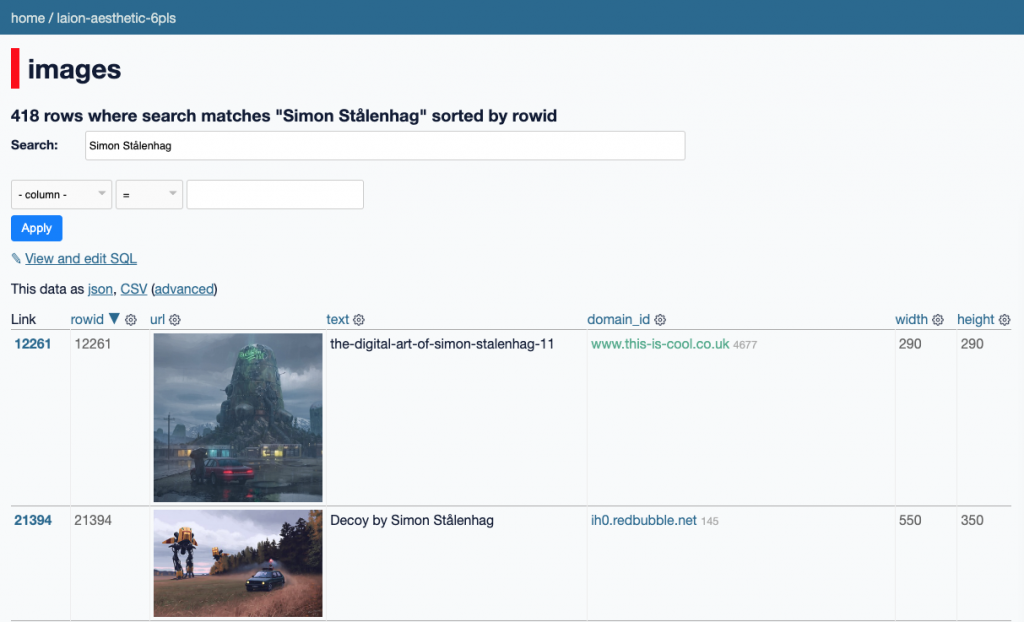 home / laion-aesthetic-6pls
images
418 rows where search matches "Simon Stålenhag" sorted by rowid
Search: Simon Stålenhag
- column - =
Apply
✎ View and edit SQL
This data as json, CSV (advanced)
Link rowid ▼ url text domain_id width height
12261 12261 the-digital-art-of-simon-stalenhag-11 www.this-is-cool.co.uk 4677 290 290
21394 21394 Decoy by Simon Stålenhag ih0.redbubble.net 145 550 350